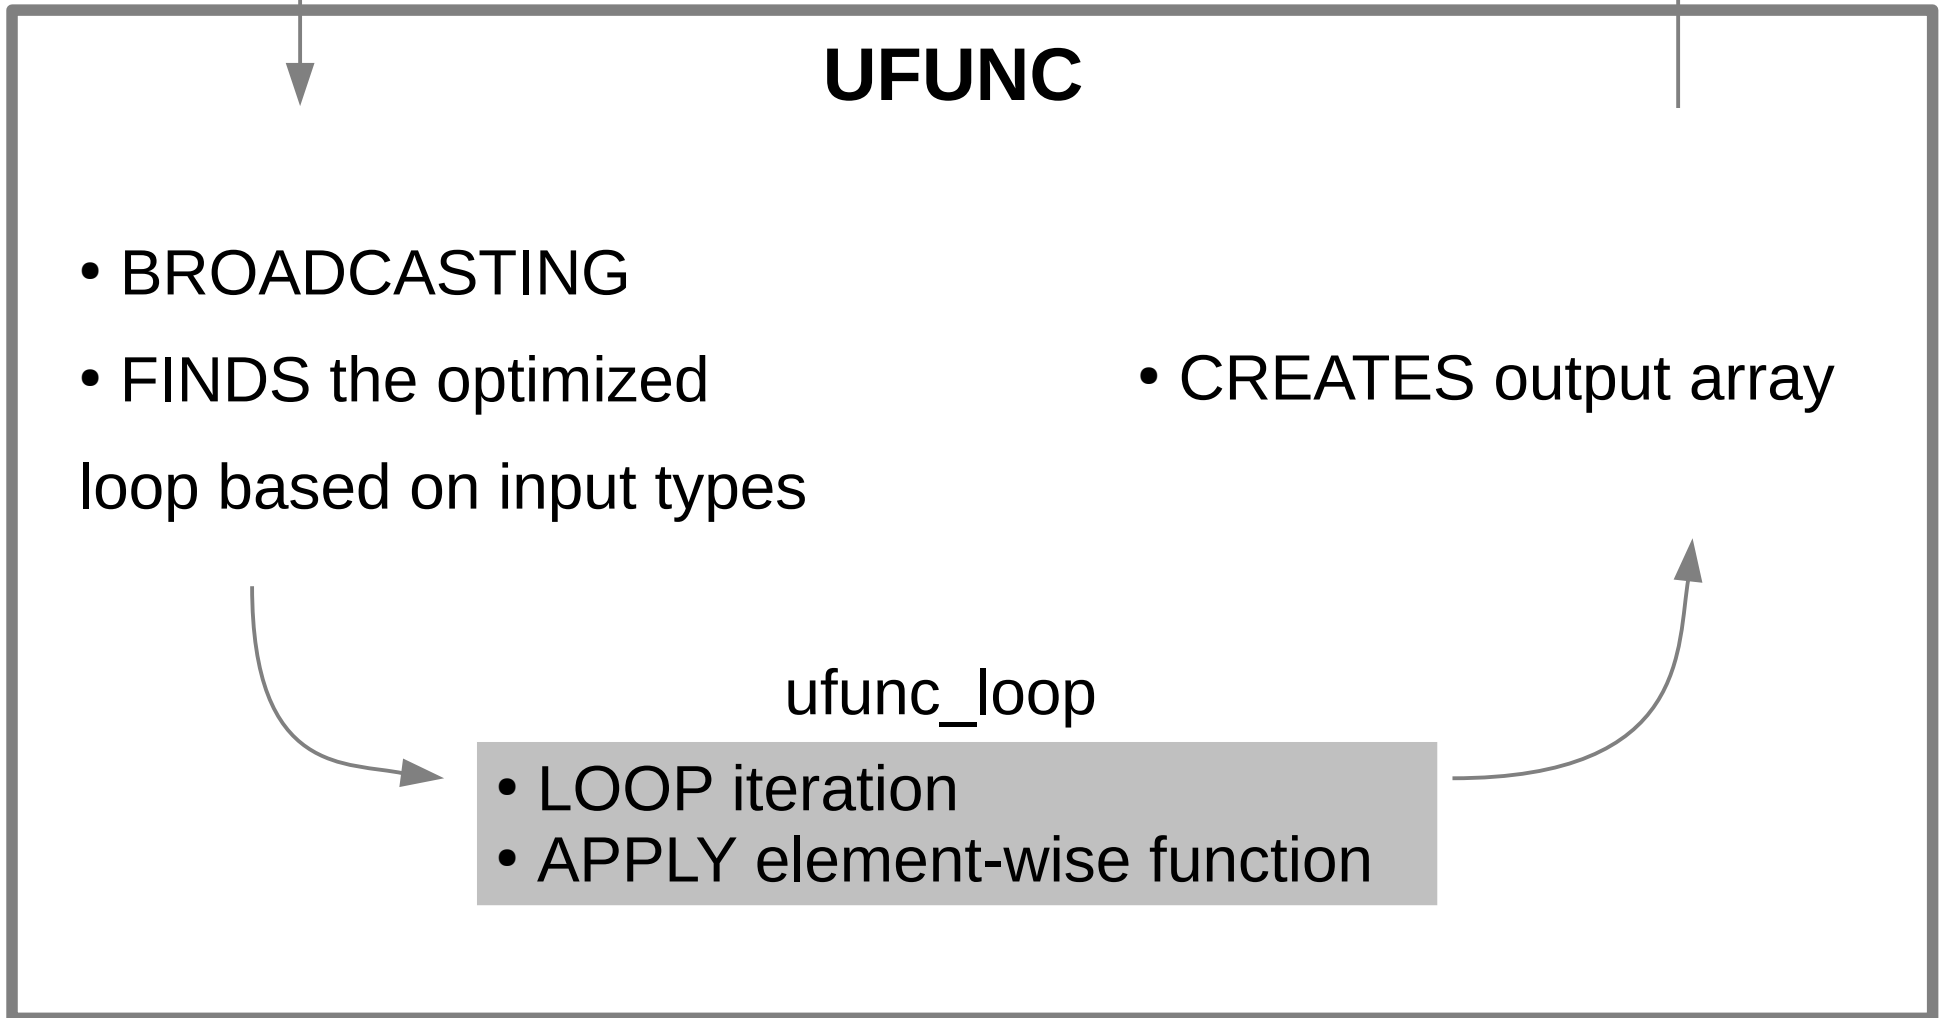 UFUNC
• BROADCASTING
• FINDS the optimized
loop based on input types
• CREATES output array
ufunc_loop
• LOOP iteration
• APPLY element-wise function